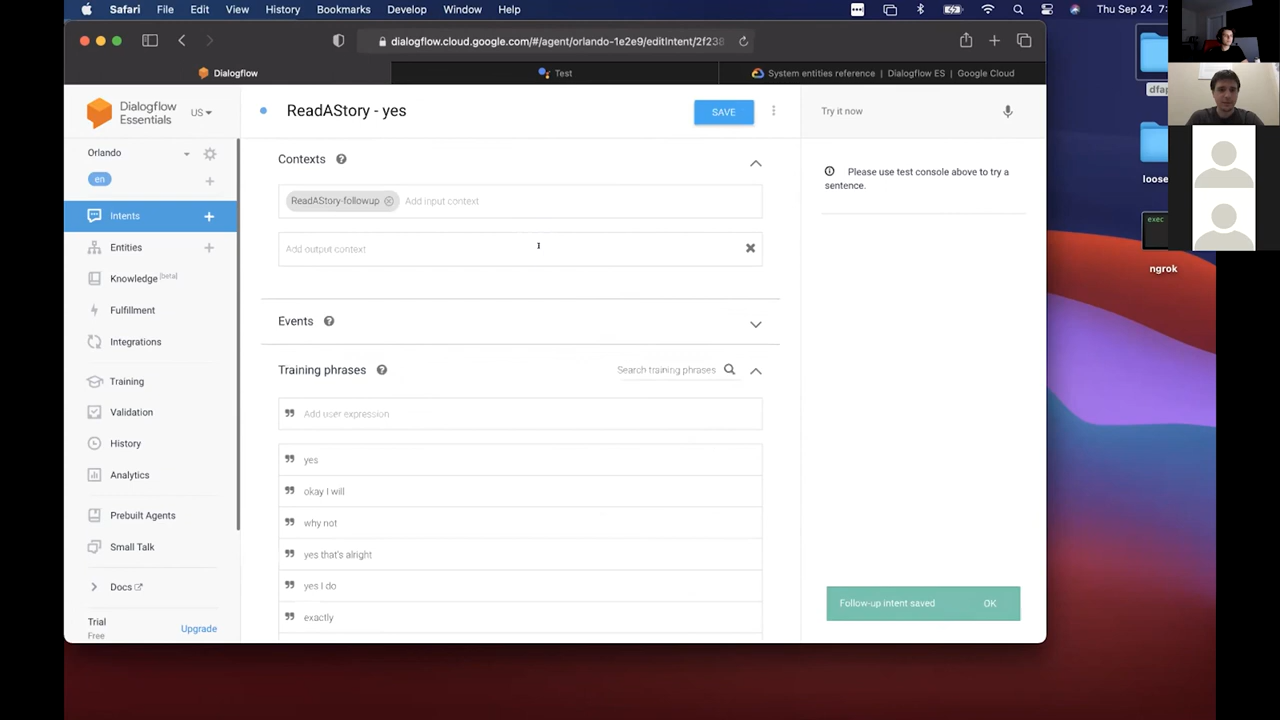 Safari File Edit View History Bookmarks Develop Window Help Thu Sep 24 7:
dialogflow.cloud.google.com/#/agent/orlando-1e2e9/editIntent/2f238
Dialogflow Test System entities reference | Dialogflow ES | Google Cloud
Dialogflow
Essentials
US
ReadAStory - yes
SAVE
Try it now
Orlando
en
Contexts
Please use test console above to try a
sentence.
ReadAStory-followup Add input context
Intents
Add output context
Entities
Knowledge [beta]
Fulfillment
Events
Integrations
Training phrases Search training phrases
Training
Add user expression
Validation
History
yes
Analytics
okay I will
Prebuilt Agents
why not
Small Talk
yes that's alright
Docs
yes I do
Follow-up intent saved OK
exactly
Trial
Free
Upgrade
dfap
loose
exec
ngrok